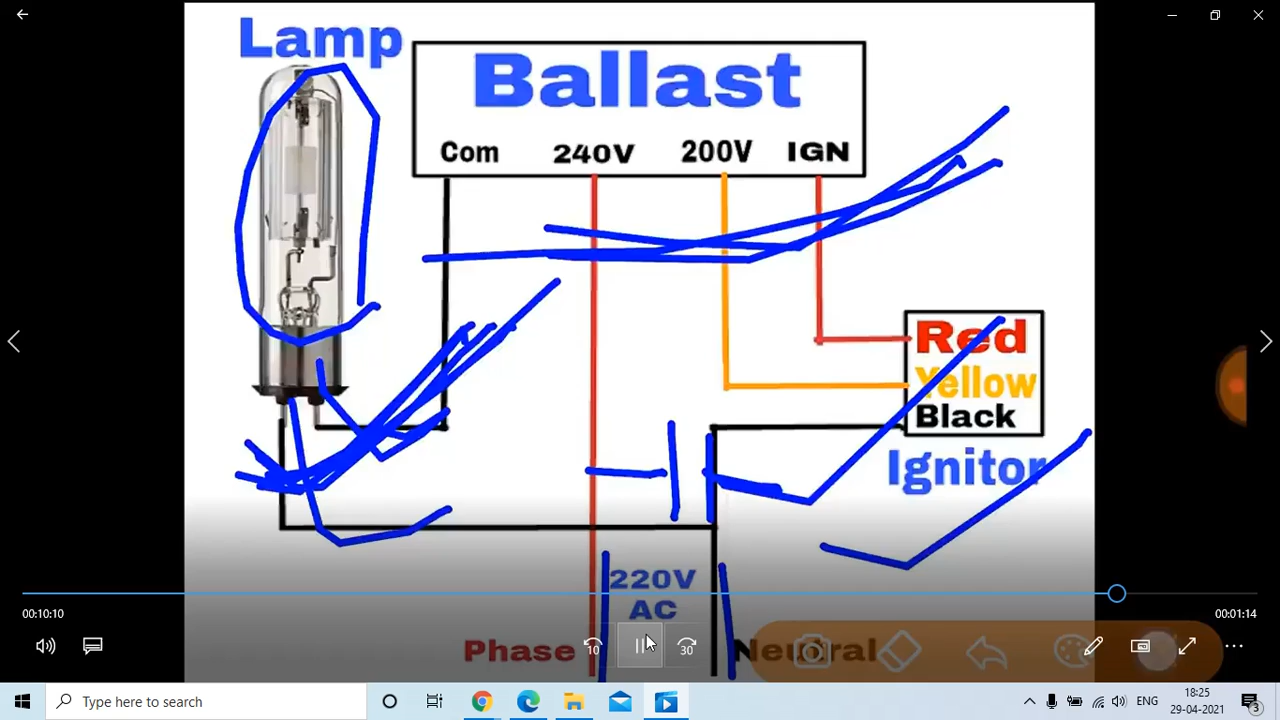 Lamp
Ballast
Com 240V 200V IGN
Red
Yellow
Black
Ignitor
220V
AC
Phase
Neutral
00:10:10
00:01:14
10
30
Type here to search
ENG
18:25
29-04-2021
3